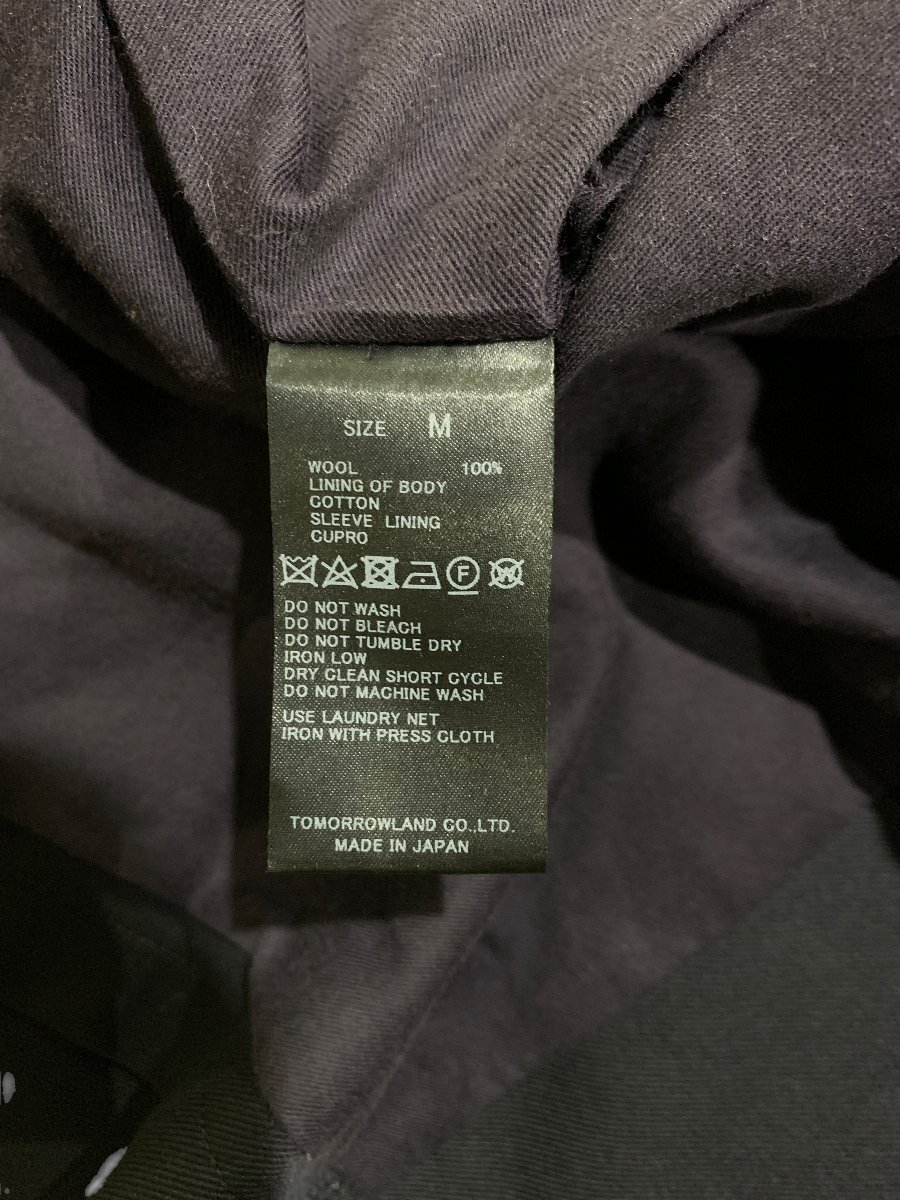 SIZE M
WOOL 100%
LINING OF BODY
COTTON
SLEEVE LINING
CUPRO
F W
DO NOT WASH
DO NOT BLEACH
DO NOT TUMBLE DRY
IRON LOW
DRY CLEAN SHORT CYCLE
DO NOT MACHINE WASH
USE LAUNDRY NET
IRON WITH PRESS CLOTH
TOMORROWLAND CO.,LTD.
MADE IN JAPAN